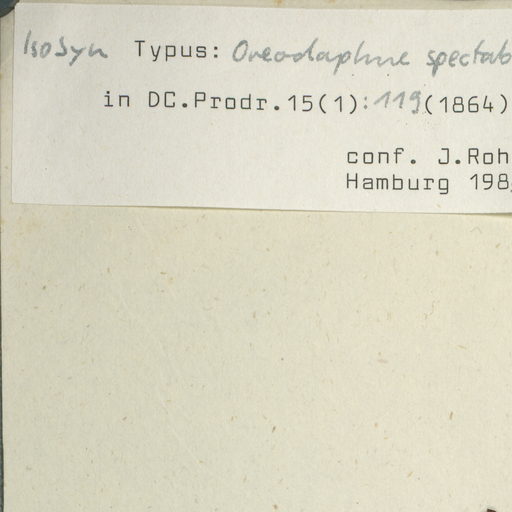 IsoSyn Typus: Oreodaphne spectab
in DC.Prodr.15(1):119(1864)
conf. J.Roh
Hamburg 198